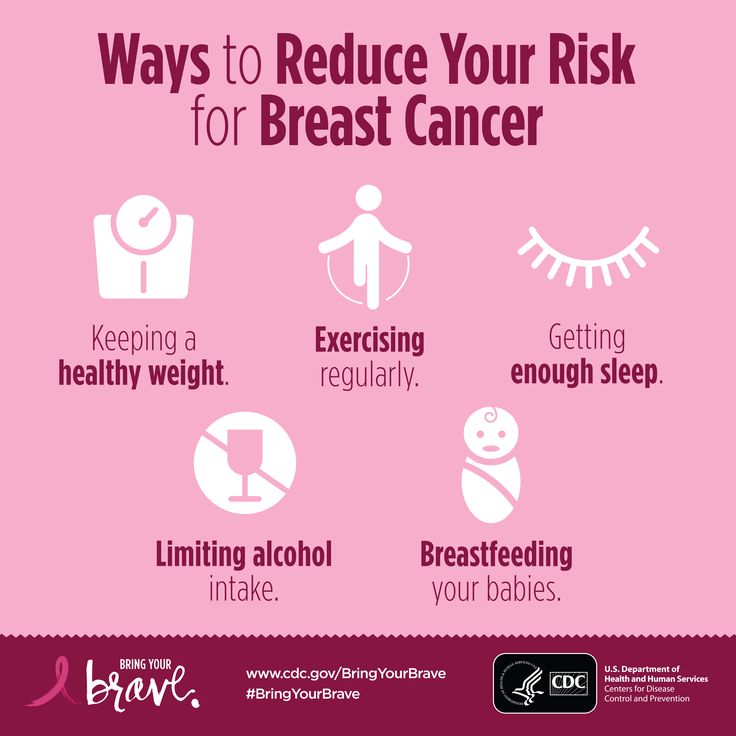 Ways to Reduce Your Risk
for Breast Cancer
Keeping a
healthy weight.
Exercising
regularly.
Getting
enough sleep.
Limiting alcohol
intake.
Breastfeeding
your babies.
BRING YOUR
brave.
www.cdc.gov/BringYourBrave
#BringYourBrave
CDC
U.S. Department of
Health and Human Services
Centers for Disease
Control and Prevention